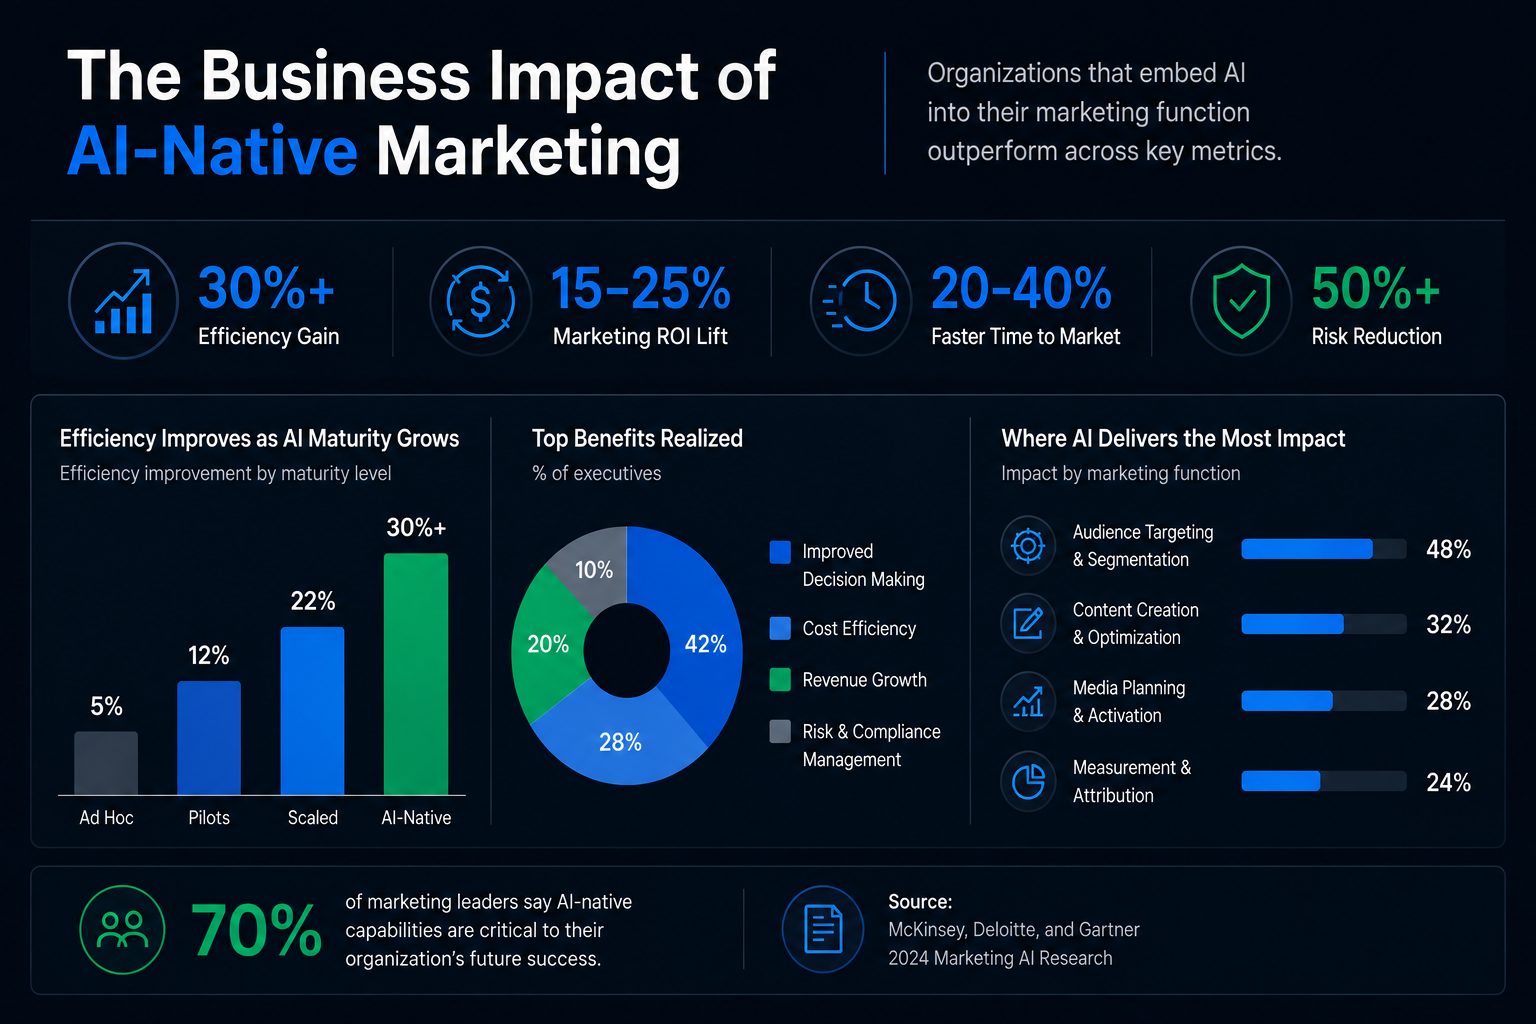 The Business Impact of
AI-Native Marketing
Organizations that embed AI
into their marketing function
outperform across key metrics.
30%+
Efficiency Gain
$
15–25%
Marketing ROI Lift
20-40%
Faster Time to Market
50%+
Risk Reduction
Efficiency Improves as AI Maturity Grows
Efficiency improvement by maturity level
5%
12%
22%
30%+
Ad Hoc
Pilots
Scaled
AI-Native
Top Benefits Realized
% of executives
10%
20%
42%
28%
Improved
Decision Making
Cost Efficiency
Revenue Growth
Risk & Compliance
Management
Where AI Delivers the Most Impact
Impact by marketing function
Audience Targeting
& Segmentation
48%
Content Creation
& Optimization
32%
Media Planning
& Activation
28%
Measurement &
Attribution
24%
70%
of marketing leaders say AI-native
capabilities are critical to their
organization's future success.
Source:
McKinsey, Deloitte, and Gartner
2024 Marketing AI Research